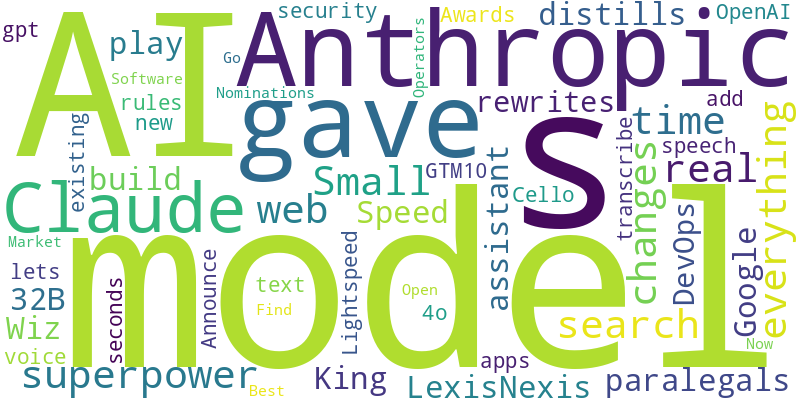 gpt
AI
play
Software
rules
new
security
Go
Nominations
Anthropic
Awards
Operators
distills
OpenAI
gave
rewrites
s
add
time
transcribe
speech
existing
build
Claude
web
Small
GTM10
Speed
assistant
Cello
changes
real
everything
Market
lets
32B
Wiz
voice
seconds
Announce
model
text
Find
Lightspeed
Open
4o
DevOps
Google
search
Now
superpower
Best
King
apps
LexisNexis
paralegals